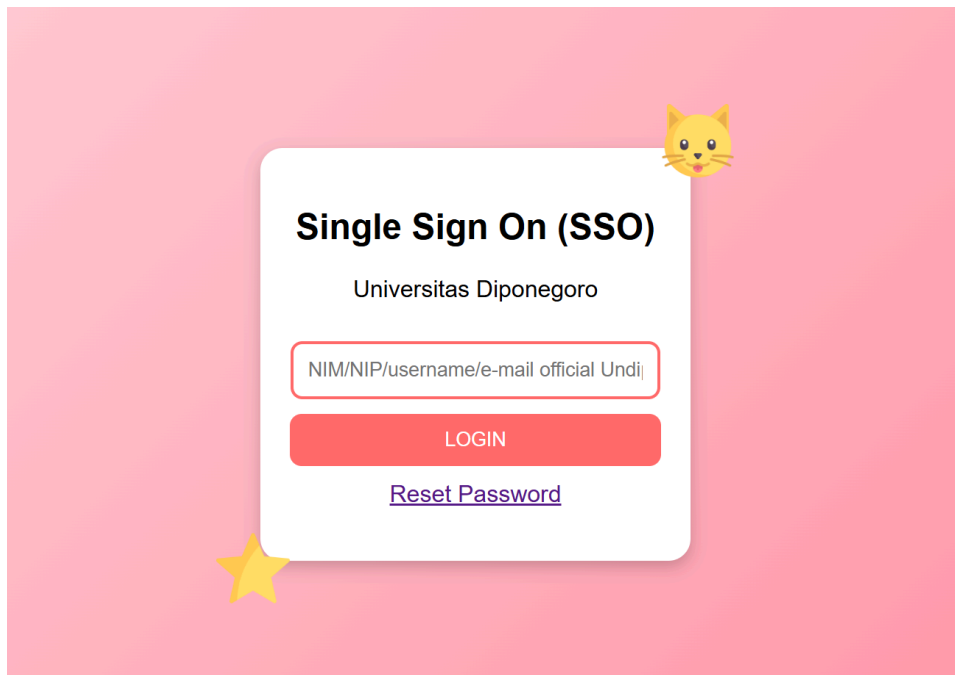 Single Sign On (SSO)
Universitas Diponegoro
NIM/NIP/username/e-mail official Undi
LOGIN
Reset Password